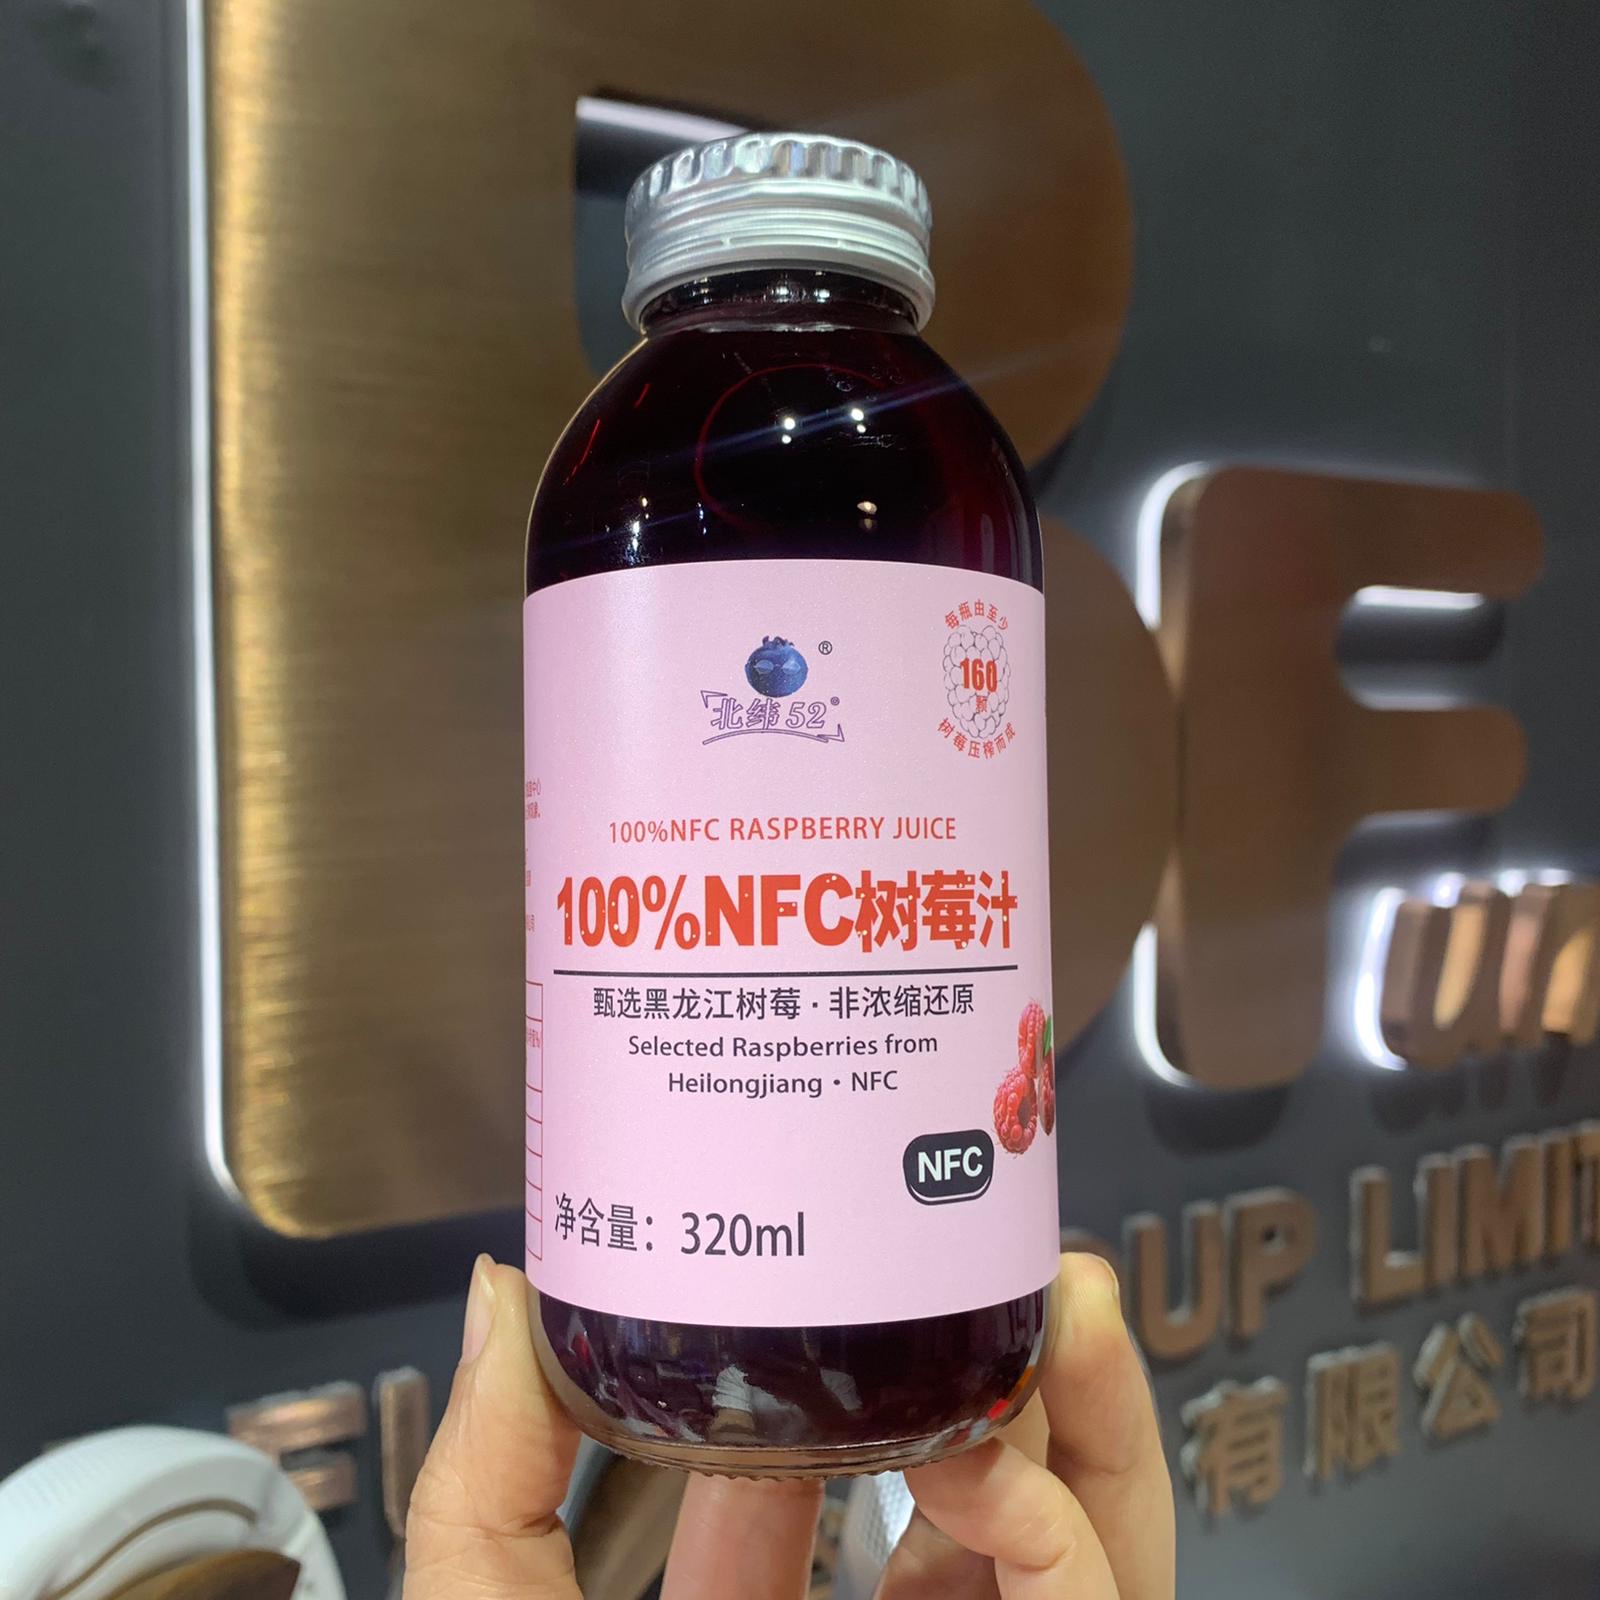 ®
北纬52®
每瓶由至少
160
颗
树莓压榨而成
100%NFC RASPBERRY JUICE
100%NFC树莓汁
甄选黑龙江树莓·非浓缩还原
Selected Raspberries from
Heilongjiang • NFC
NFC
净含量：320ml
BF
OUP LIMIT
有限公司